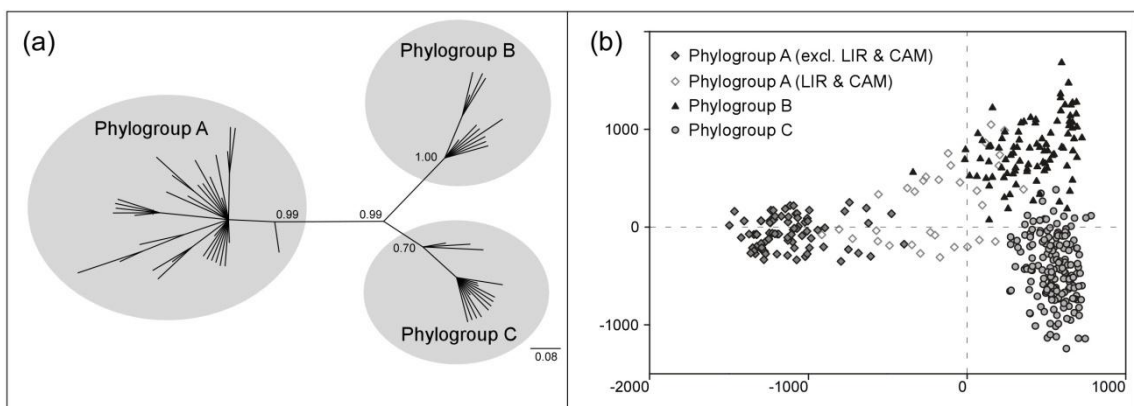 (a)
Phylogroup A
Phylogroup B
1.00
0.99
0.99
0.70
Phylogroup C
0.08
(b)
Phylogroup A (excl. LIR & CAM)
Phylogroup A (LIR & CAM)
Phylogroup B
Phylogroup C
1000
0
-1000
-2000
-1000
0
1000